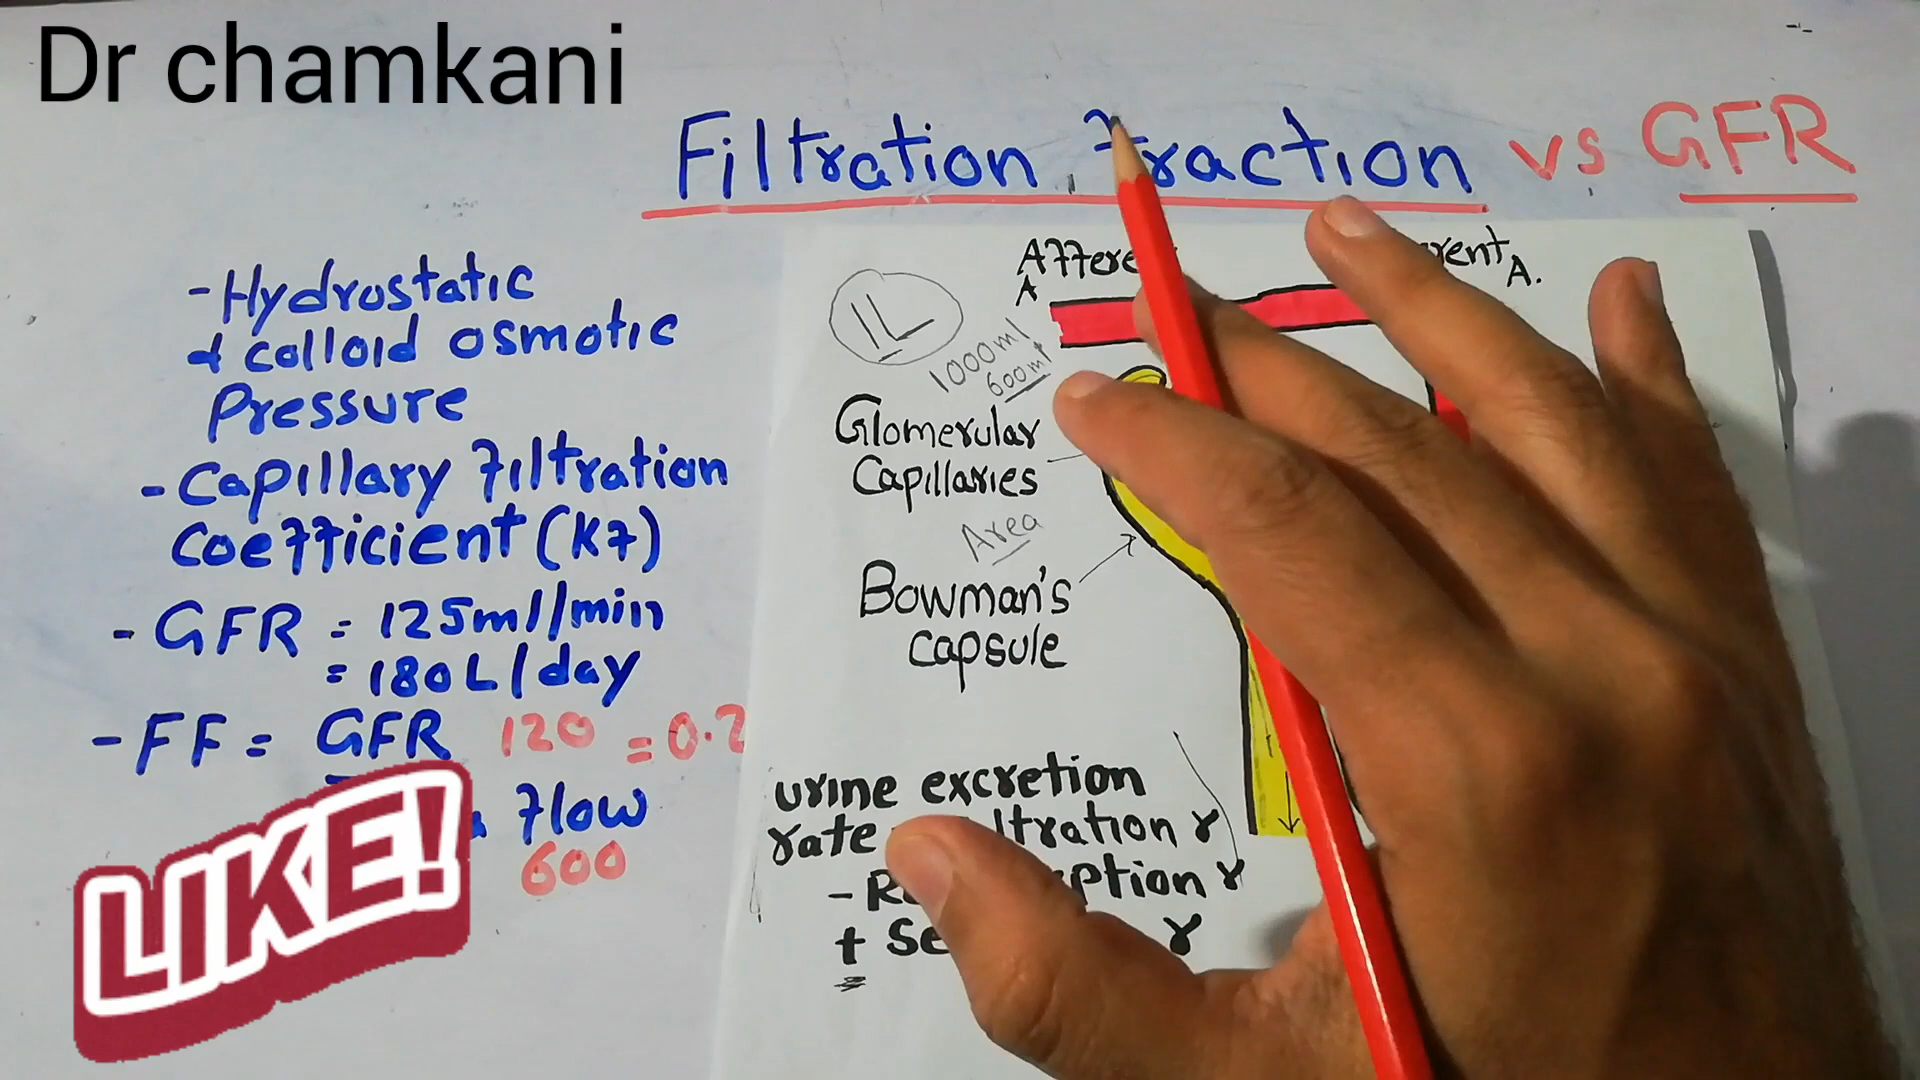 Dr chamkani
Filtration fraction vs GFR
- Hydrostatic
& colloid osmotic
Pressure
- Capillary filtration
Coefficient (Kf)
- GFR = 125ml/min
= 180L/day
- FF = GFR 120 = 0.2
flow
600
LIKE!
Afferent
A
A.
1L
1000ml
600ml
Glomerular
Capillaries
Area
Bowman's
capsule
urine excretion
rate
r
- r
+ r